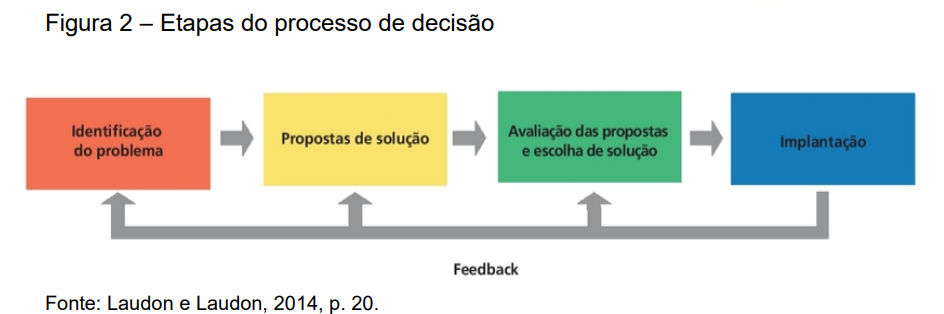 Figura 2 – Etapas do processo de decisão
Identificação
do problema
Propostas de solução
Avaliação das propostas
e escolha de solução
Implantação
Feedback
Fonte: Laudon e Laudon, 2014, p. 20.